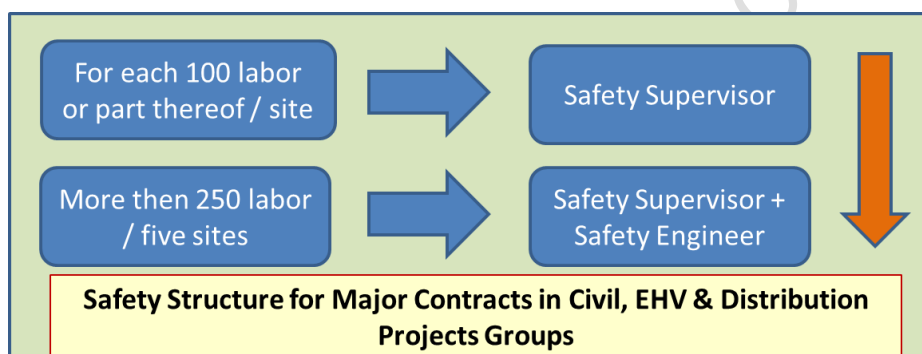 For each 100 labor
or part thereof / site
Safety Supervisor
More then 250 labor
/ five sites
Safety Supervisor +
Safety Engineer
Safety Structure for Major Contracts in Civil, EHV & Distribution
Projects Groups